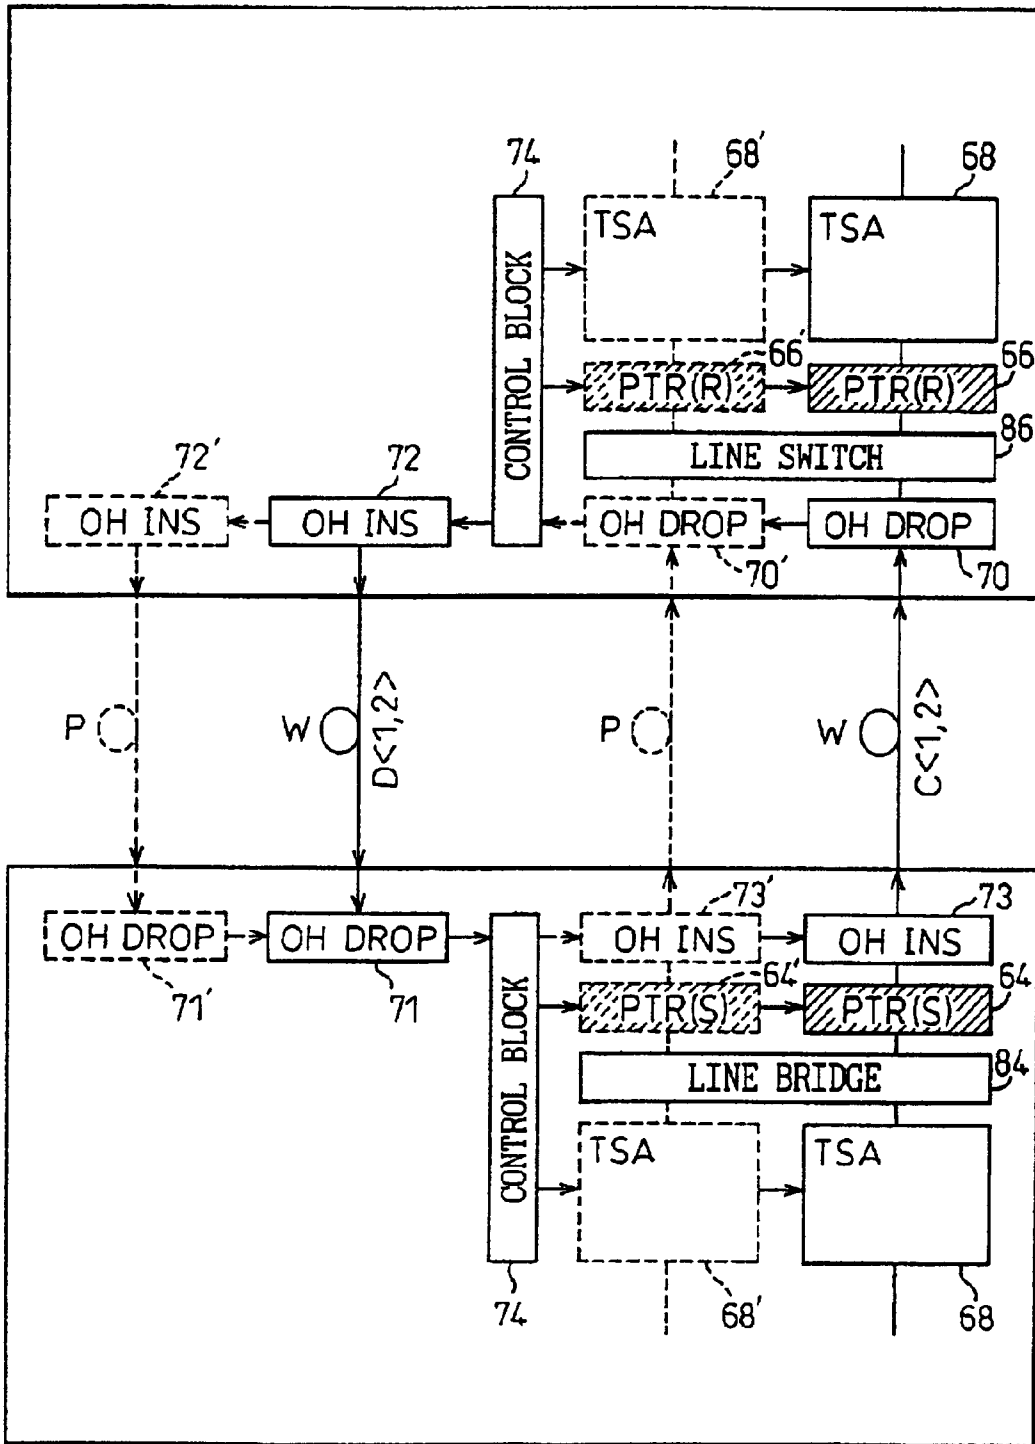 74
68'
68
TSA
TSA
CONTROL BLOCK
66'
66
PTR(R)
PTR(R)
86
LINE SWITCH
72'
72
OH INS
OH INS
OH DROP
OH DROP
70'
70
P
W
D<1,2>
P
W
C<1,2>
73'
73
OH DROP
OH DROP
OH INS
OH INS
71'
71
64'
64
PTR(S)
PTR(S)
CONTROL BLOCK
84
LINE BRIDGE
TSA
TSA
74
68'
68